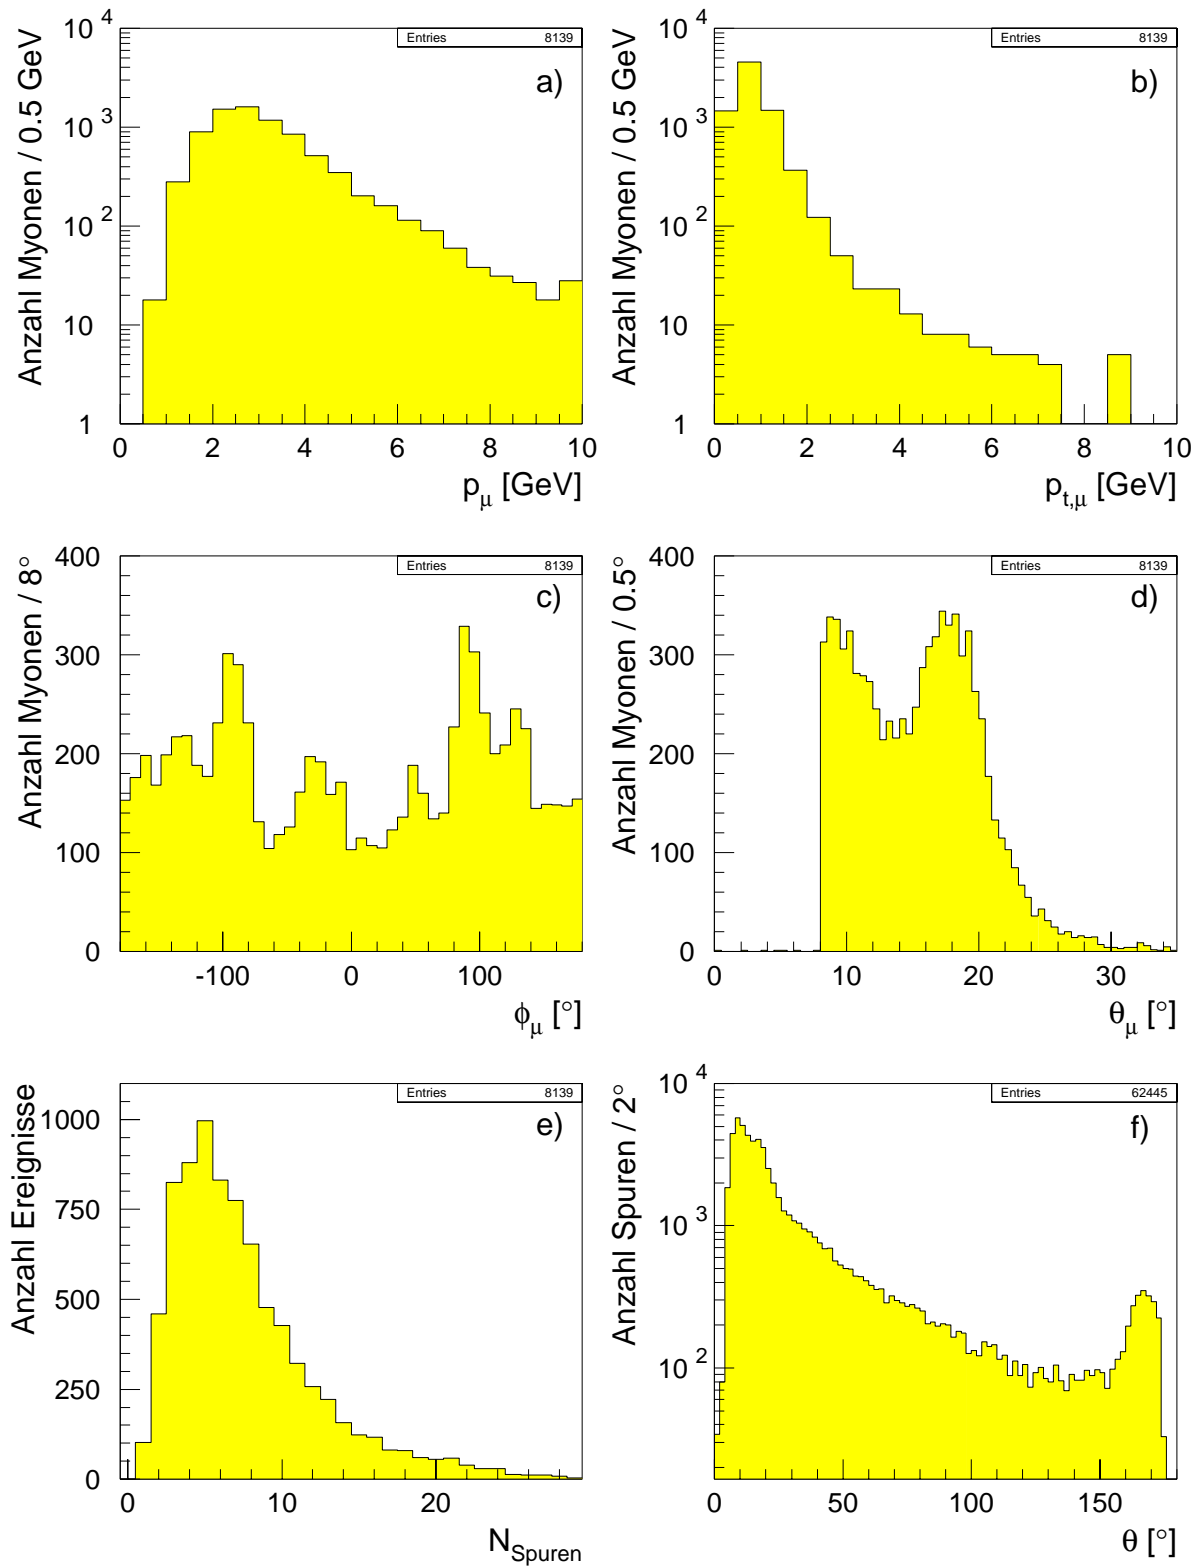 Anzahl Myonen / 0.5 GeV
10 4
10 3
10 2
10
1
Entries 8139
a)
0 2 4 6 8 10
pμ [GeV]
Anzahl Myonen / 0.5 GeV
10 4
10 3
10 2
10
1
Entries 8139
b)
0 2 4 6 8 10
pt,μ [GeV]
Anzahl Myonen / 8°
400
300
200
100
0
Entries 8139
c)
-100 0 100
ϕμ [°]
Anzahl Myonen / 0.5°
400
300
200
100
0
Entries 8139
d)
0 10 20 30
θμ [°]
Anzahl Ereignisse
1000
750
500
250
0
Entries 8139
e)
0 10 20
NSpuren
Anzahl Spuren / 2°
10 4
10 3
10 2
Entries 62445
f)
0 50 100 150
θ [°]